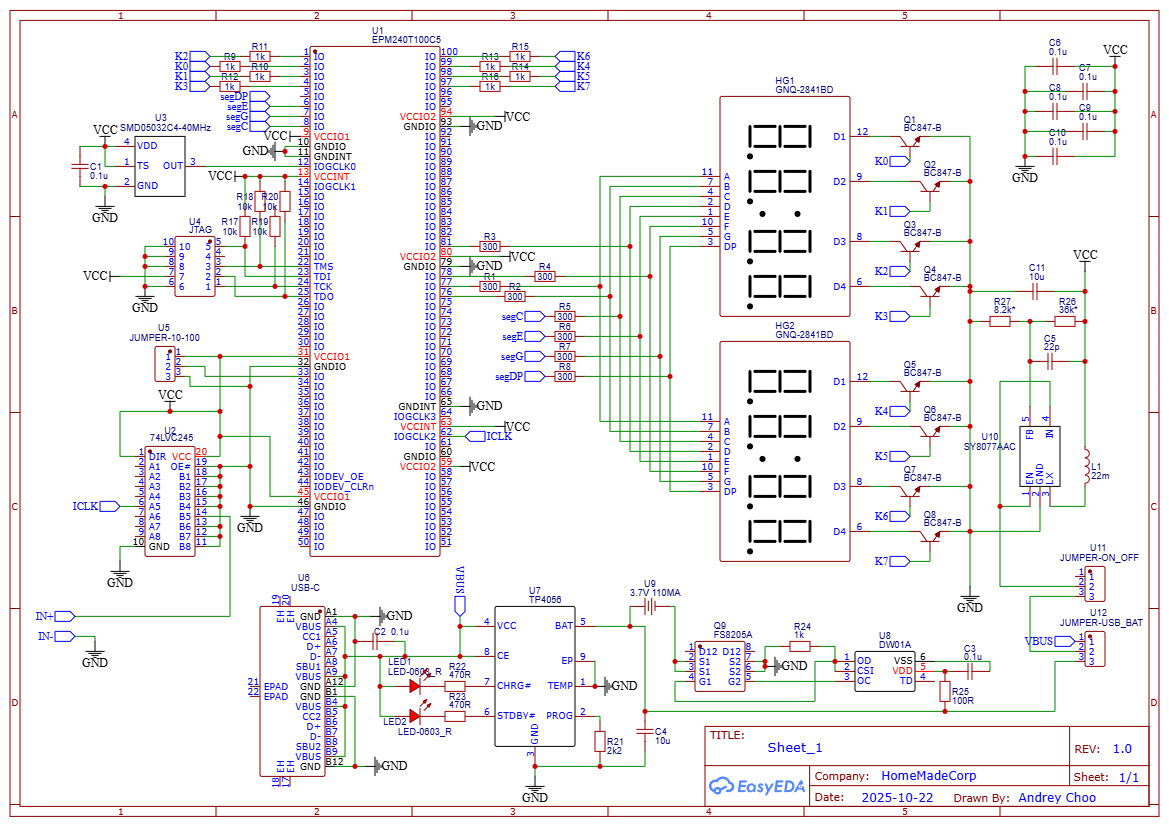 1 2 3 4 5
A
B
C
D
U1
EPM240T100C5
K2
K0
K1
K3
R11
1k
R9
1k
R10
1k
R12
1k
segDP
segE
segG
segC
R15
1k
R13
1k
R14
1k
R16
1k
K6
K4
K5
K7
1 IO
2 IO
3 IO
4 IO
5 IO
6 IO
7 IO
8 IO
9 VCCIO1
10 GNDIO
11 GNDINT
12 IOGCLK0
13 VCCINT
14 IOGCLK1
15 IO
16 IO
17 IO
18 IO
19 IO
20 IO
21 IO
22 TMS
23 TDI
24 TCK
25 TDO
26 IO
27 IO
28 IO
29 IO
30 IO
31 VCCIO1
32 GNDIO
33 IO
34 IO
35 IO
36 IO
37 IO
38 IO
39 IO
40 IO
41 IO
42 IO
43 IODEV_OE
44 IODEV_CLRn
45 VCCIO1
46 GNDIO
47 IO
48 IO
49 IO
50 IO
IO 100
IO 99
IO 98
IO 97
IO 96
IO 95
VCCIO2 94
GNDIO 93
IO 92
IO 91
IO 90
IO 89
IO 88
IO 87
IO 86
IO 85
IO 84
IO 83
IO 82
IO 81
VCCIO2 80
GNDIO 79
IO 78
IO 77
IO 76
IO 75
IO 74
IO 73
IO 72
IO 71
IO 70
IO 69
IO 68
IO 67
IO 66
GNDINT 65
IOGCLK3 64
VCCINT 63
IOGCLK2 62
IO 61
GNDIO 60
VCCIO2 59
IO 58
IO 57
IO 56
IO 55
IO 54
IO 53
IO 52
IO 51
VCC
GND
VCC
GND
VCC
GND
VCC
GND
VCC
ICLK
VCC
U3
SMD05032C4-40MHz
VCC
4 VDD
1 TS OUT 3
2 GND
C1
0.1u
GND
VCC
R18
10k
R20
10k
R17
10k
R19
10k
U4
JTAG
10 10 5 5
9 9 4 4
8 8 3 3
7 7 2 2
6 6 1 1
VCC
GND
U5
JUMPER-10-100
1 1
2 2
3 3
VCC
U2
74LVC245
1 DIR VCC 20
2 A1 OE# 19
3 A2 B1 18
4 A3 B2 17
5 A4 B3 16
6 A5 B4 15
7 A6 B5 14
8 A7 B6 13
9 A8 B7 12
10 GND B8 11
ICLK
GND
GND
IN+
IN-
GND
R3
300
R4
300
R1
300
R2
300
segC
R5
300
segE
R6
300
segG
R7
300
segDP
R8
300
HG1
GNQ-2841BD
11 A
7 B
4 C
2 D
1 E
10 F
5 G
3 DP
D1 12
D2 9
D3 8
D4 6
HG2
GNQ-2841BD
11 A
7 B
4 C
2 D
1 E
10 F
5 G
3 DP
D1 12
D2 9
D3 8
D4 6
Q1
BC847-B
K0
Q2
BC847-B
K1
Q3
BC847-B
K2
Q4
BC847-B
K3
Q5
BC847-B
K4
Q6
BC847-B
K5
Q7
BC847-B
K6
Q8
BC847-B
K7
GND
C6
0.1u
VCC
C7
0.1u
C8
0.1u
C9
0.1u
C10
0.1u
GND
VCC
C11
10u
R27
8.2k*
R26
36k*
C5
22p
U10
SY8077AAC
5 FB
4 IN
1 EN
2 GND
3 LX
L1
22m
U11
JUMPER-ON_OFF
1 1
2 2
3 3
U12
JUMPER-USB_BAT
VBUS
1 1
2 2
3 3
U6
USB-C
19 EH
20 EH
GND A1
VBUS A4
CC1 A5
D+ A6
D- A7
SBU1 A8
VBUS A9
GND A12
GND B1
VBUS B4
CC2 B5
D+ B6
D- B7
SBU2 B8
VBUS B9
GND B12
21 EPAD
22 EPAD
18 EH
17 EH
GND
C2 0.1u
GND
LED1
LED-0603_R
LED2
LED-0603_R
R22
470R
R23
470R
VBUS
U7
TP4056
4 VCC BAT 5
8 CE
EP 9
7 CHRG# TEMP 1
6 STDBY# PROG 2
3 GND
GND
R21
2k2
GND
C4
10u
U9
3.7V 110MA
Q9
FS8205A
1 D12 D12 8
2 S1 S2 7
3 S1 S2 6
4 G1 G2 5
GND
R24
1k
U8
DW01A
1 OD VSS 6
2 CSI VDD 5
3 OC TD 4
C3
0.1u
R25
100R
TITLE:
Sheet_1
REV: 1.0
EasyEDA
Company: HomeMadeCorp
Sheet: 1/1
Date: 2025-10-22 Drawn By: Andrey Choo
A
B
C
D
1 2 3 4 5